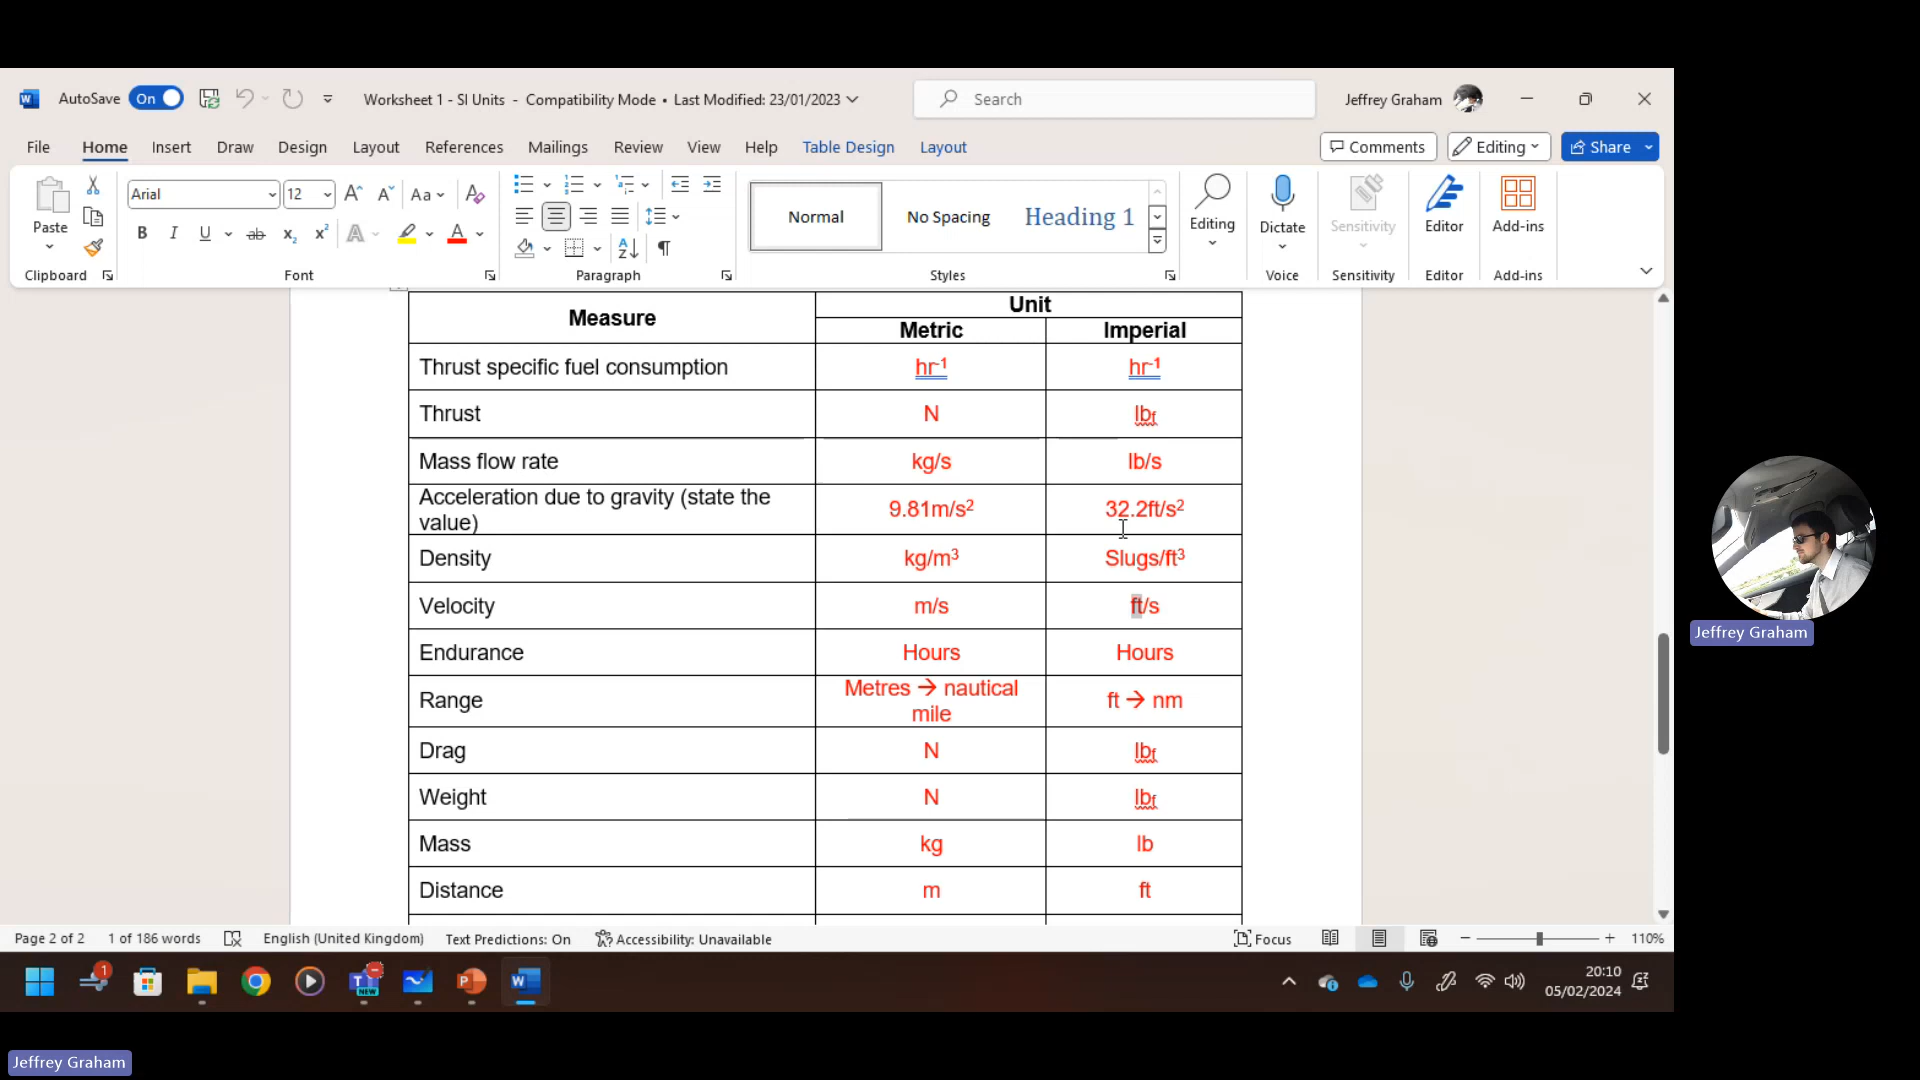 AutoSave On Worksheet 1 - SI Units - Compatibility Mode • Last Modified: 23/01/2023 Search Jeffrey Graham
File Home Insert Draw Design Layout References Mailings Review View Help Table Design Layout Comments Editing Share
Paste Arial 12 Aa Normal No Spacing Heading 1 Editing Dictate Sensitivity Editor Add-ins
B I U ab x₂ x² A A
Clipboard Font Paragraph Styles Voice Sensitivity Editor Add-ins
Measure Unit
Metric Imperial
Thrust specific fuel consumption hr⁻¹ hr⁻¹
Thrust N lbf
Mass flow rate kg/s lb/s
Acceleration due to gravity (state the value) 9.81m/s² 32.2ft/s²
Density kg/m³ Slugs/ft³
Velocity m/s ft/s
Endurance Hours Hours
Range Metres → nautical mile ft → nm
Drag N lbf
Weight N lbf
Mass kg lb
Distance m ft
Page 2 of 2 1 of 186 words English (United Kingdom) Text Predictions: On Accessibility: Unavailable Focus 110%
20:10
05/02/2024
Jeffrey Graham
Jeffrey Graham